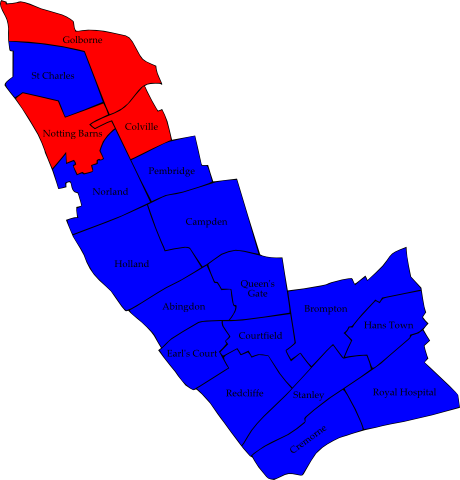 Golborne
St Charles
Notting Barns
Colville
Pembridge
Norland
Campden
Holland
Queen's
Gate
Abingdon
Brompton
Hans Town
Courtfield
Earl's Court
Redcliffe
Stanley
Royal Hospital
Cremorne